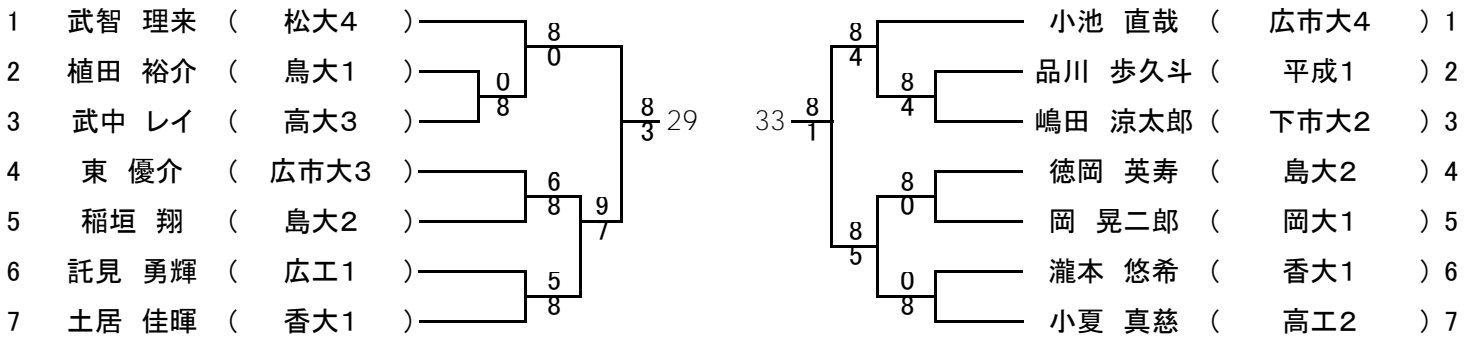 1 武智 理来 ( 松大4 ) 8 0 8 4 小池 直哉 ( 広市大4 ) 1
2 植田 裕介 ( 鳥大1 ) 0 8 8 4 品川 歩久斗 ( 平成1 ) 2
3 武中 レイ ( 高大3 ) 8 3 29 33 8 1 嶋田 涼太郎 ( 下市大2 ) 3
4 東 優介 ( 広市大3 ) 6 8 8 0 徳岡 英寿 ( 島大2 ) 4
5 稲垣 翔 ( 島大2 ) 9 7 8 5 岡 晃二郎 ( 岡大1 ) 5
6 託見 勇輝 ( 広工1 ) 5 8 0 8 瀧本 悠希 ( 香大1 ) 6
7 土居 佳暉 ( 香大1 ) 小夏 真慈 ( 高工2 ) 7